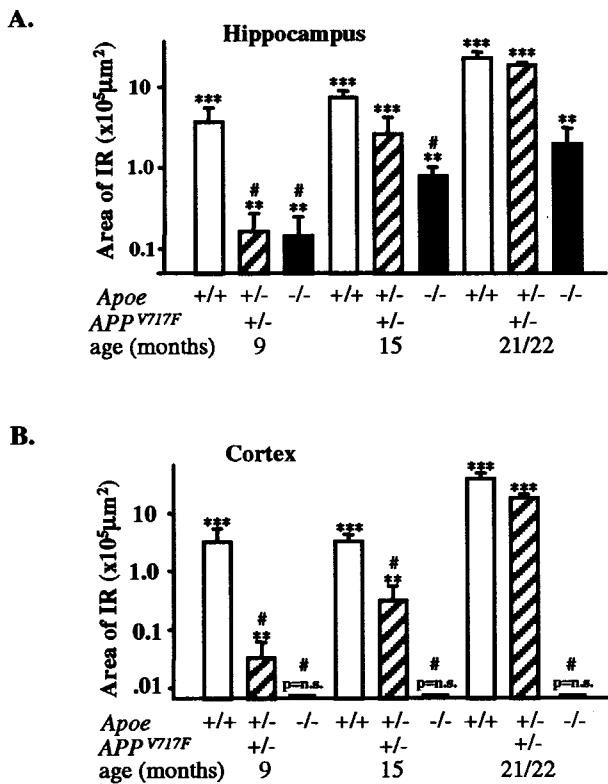 A.
Hippocampus
Area of IR (x10⁵µm²)
10
1.0
0.1
***
# **
# **
***
***
# **
***
***
**
Apoe +/+ +/- -/- +/+ +/- -/- +/+ +/- -/-
APP V717F +/- +/- +/-
age (months) 9 15 21/22
B.
Cortex
Area of IR (x10⁵µm²)
10
1.0
0.1
.01
***
# **
# p=n.s.
***
# **
# p=n.s.
***
***
# p=n.s.
Apoe +/+ +/- -/- +/+ +/- -/- +/+ +/- -/-
APP V717F +/- +/- +/-
age (months) 9 15 21/22